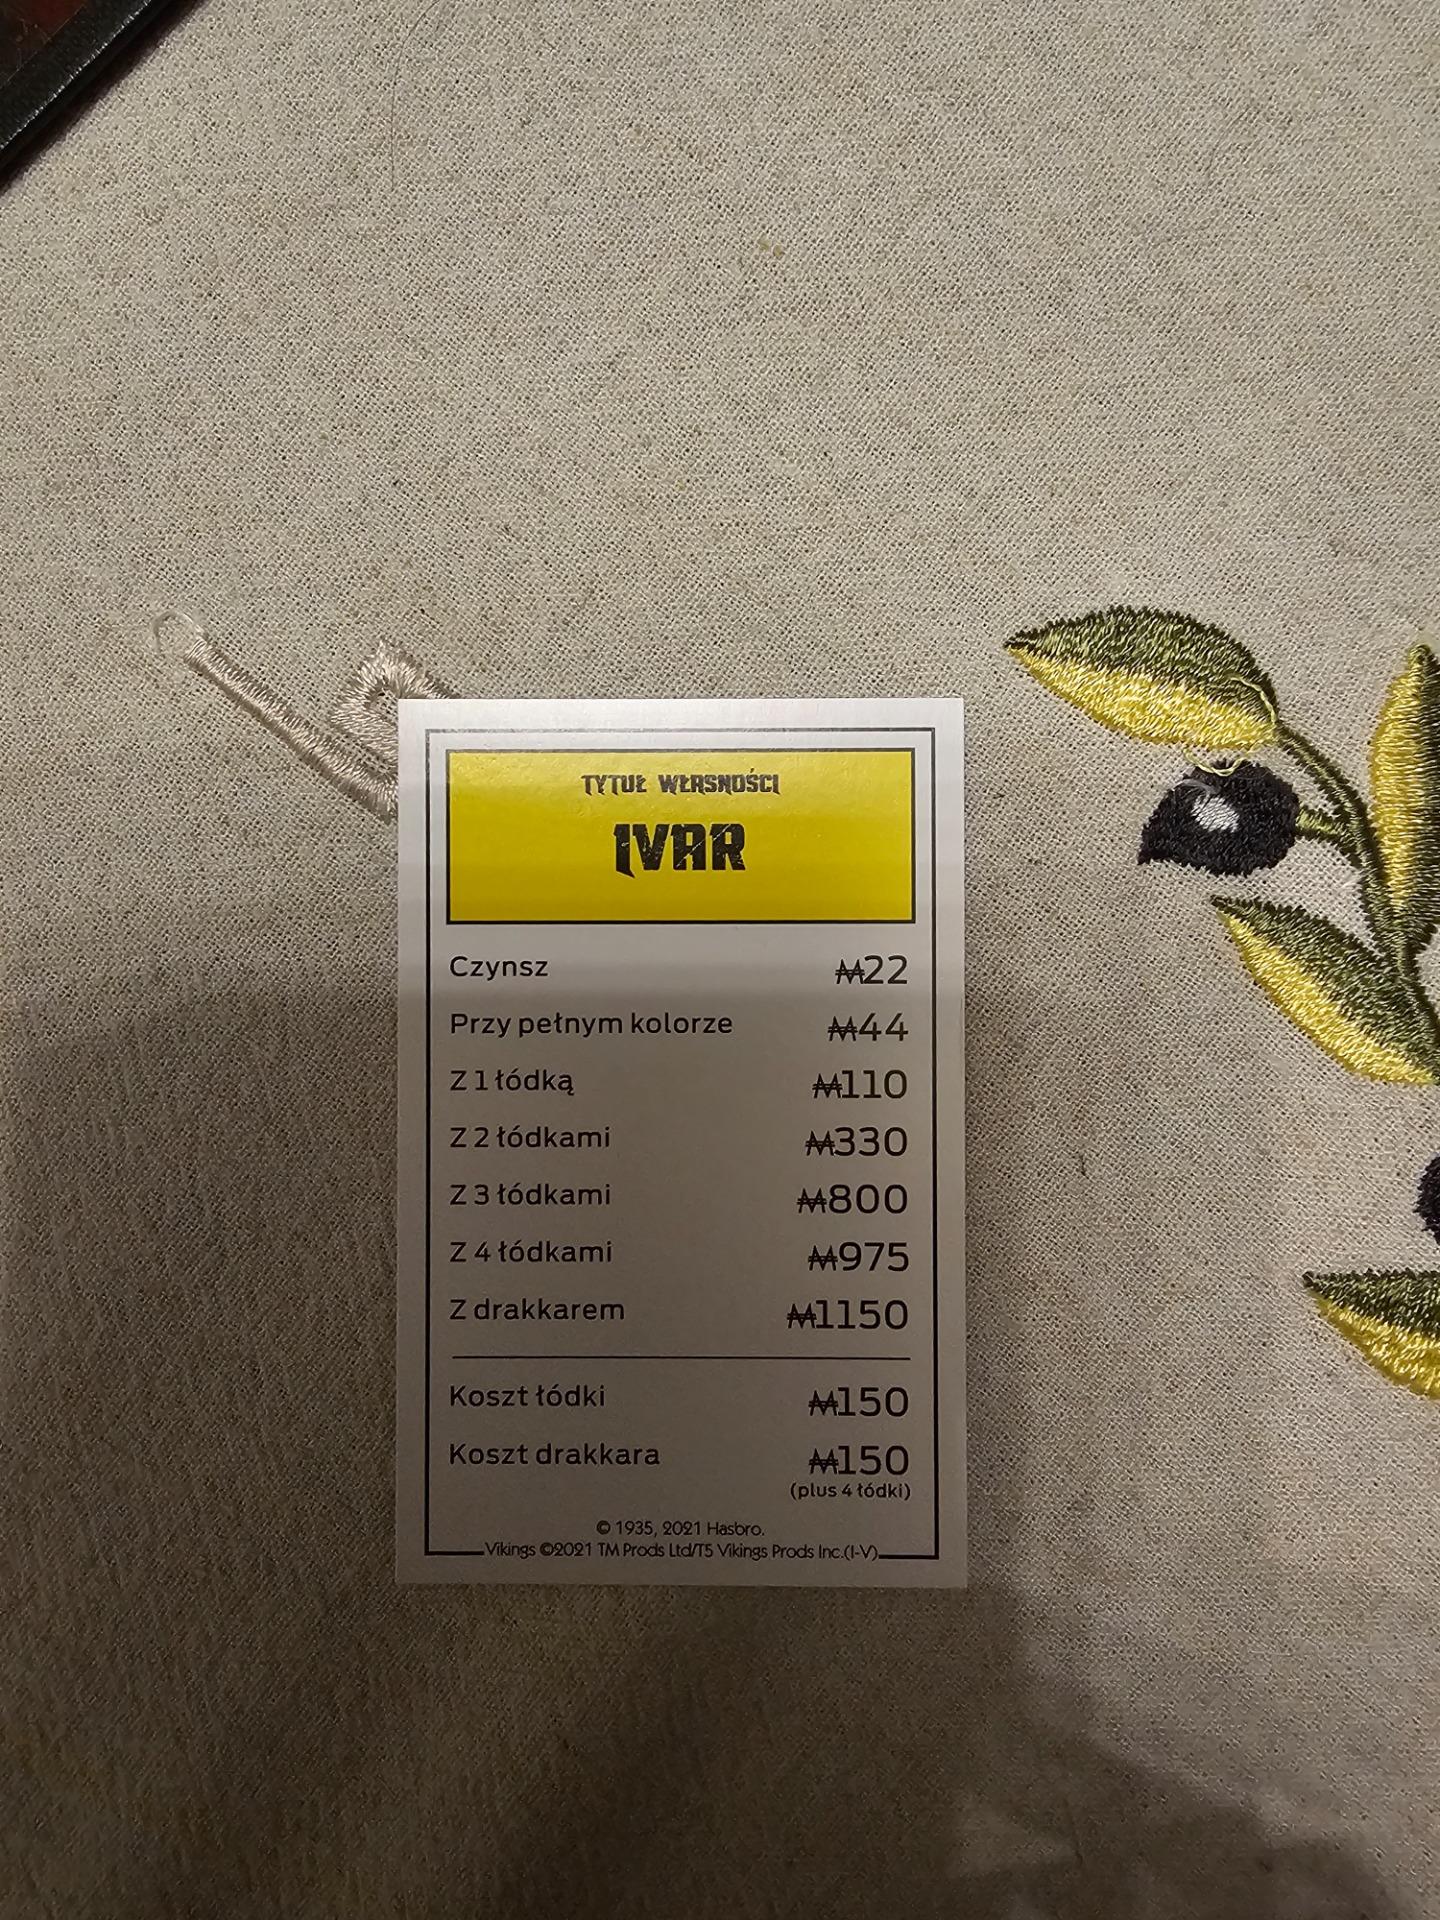 TYTUŁ WŁASNOŚCI
IVAR
Czynsz ₩22
Przy pełnym kolorze ₩44
Z 1 łódką ₩110
Z 2 łódkami ₩330
Z 3 łódkami ₩800
Z 4 łódkami ₩975
Z drakkarem ₩1150
Koszt łódki ₩150
Koszt drakkara ₩150
(plus 4 łódki)
© 1935, 2021 Hasbro.
Vikings ©2021 TM Prods Ltd/T5 Vikings Prods Inc.(I-V)